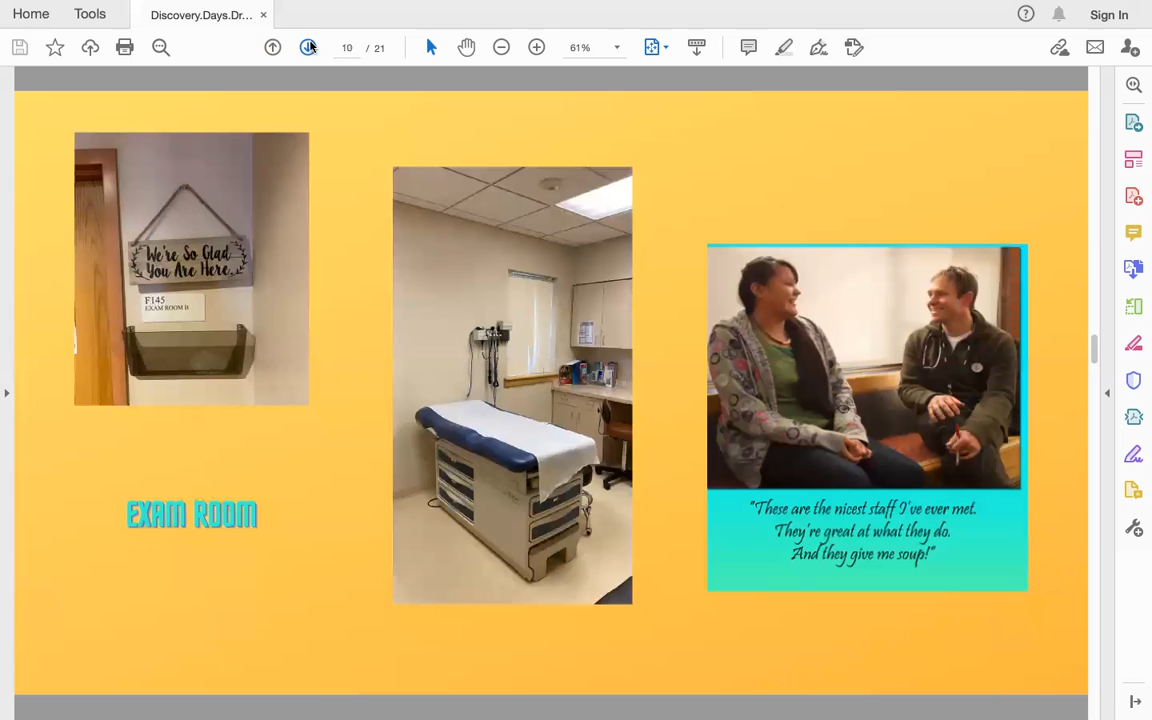 Home
Tools
Discovery.Days.Dr...
Sign In
10 / 21
61%
We're So Glad
You Are Here
F145
EXAM ROOM
EXAM ROOM
"These are the nicest staff I've ever met.
They're great at what they do.
And they give me soup!"